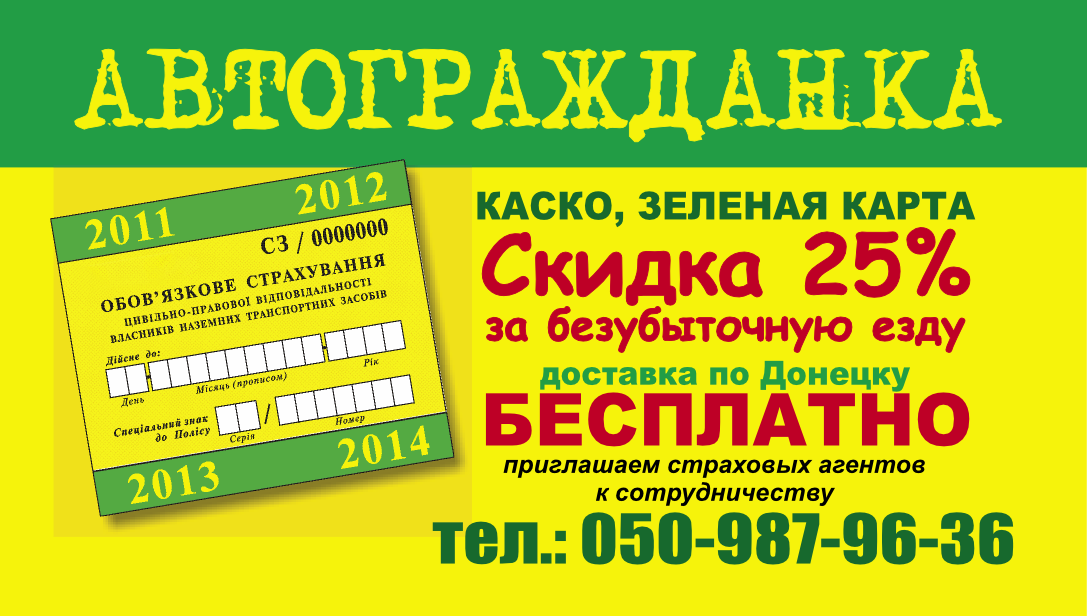 АВТОГРАЖДАНКА
2011
2012
СЗ / 0000000
ОБОВ'ЯЗКОВЕ СТРАХУВАННЯ
ЦИВІЛЬНО-ПРАВОВОЇ ВІДПОВІДАЛЬНОСТІ
ВЛАСНИКІВ НАЗЕМНИХ ТРАНСПОРТНИХ ЗАСОБІВ
Дійсне до:
День
Місяць (прописом)
Рік
Спеціальний знак
до Полісу
/
Серія
Номер
2013
2014
КАСКО, ЗЕЛЕНАЯ КАРТА
Скидка 25%
за безубыточную езду
доставка по Донецку
БЕСПЛАТНО
приглашаем страховых агентов
к сотрудничеству
тел.: 050-987-96-36